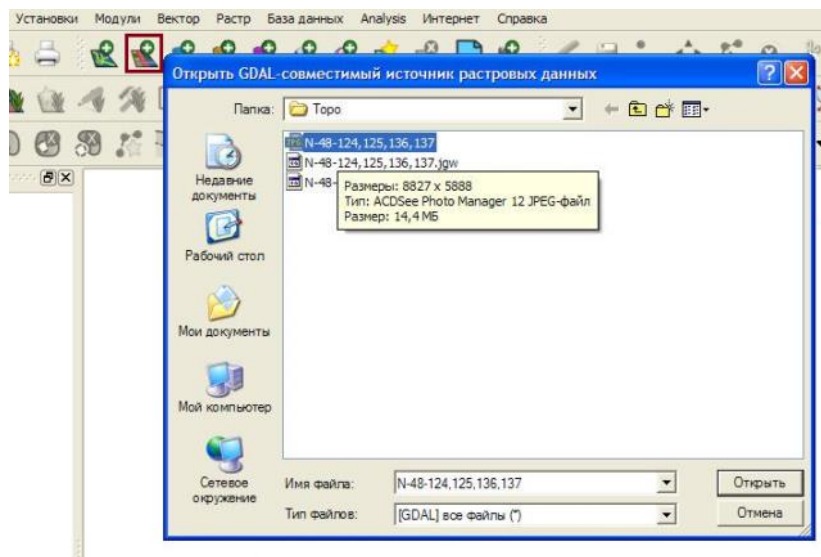 Установки Модули Вектор Растр База данных Analysis Интернет Справка
Открыть GDAL-совместимый источник растровых данных
Папка: Topo
N-48-124,125,136,137
N-48-124,125,136,137.jgw
N-48-
Размеры: 8827 x 5888
Тип: ACDSee Photo Manager 12 JPEG-файл
Размер: 14,4 МБ
Недавние
документы
Рабочий стол
Мои документы
Мой компьютер
Сетевое
окружение
Имя файла: N-48-124,125,136,137
Открыть
Тип файлов: [GDAL] все файлы (*)
Отмена